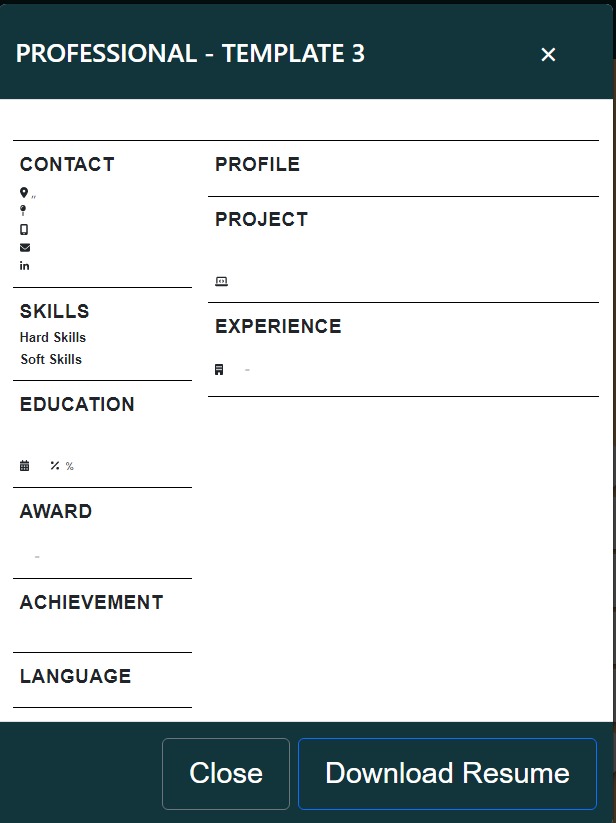 PROFESSIONAL - TEMPLATE 3 ×
CONTACT
,,
in
SKILLS
Hard Skills
Soft Skills
EDUCATION
%
AWARD
-
ACHIEVEMENT
LANGUAGE
PROFILE
PROJECT
EXPERIENCE
-
Close
Download Resume